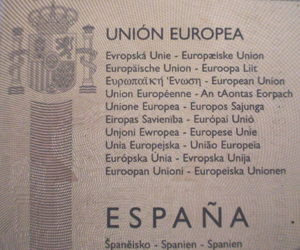 UNIÓN EUROPEA
Evropská Unie - Europæiske Union
Europäische Union - Euroopa Liit
Ευρωπαϊκή Ένωση - European Union
Union Européenne - An tAontas Eorpach
Unione Europea - Europos Sajunga
Eiropas Savieníba - Európai Unió
Unjoni Ewropea - Europese Unie
Unia Europejska - União Europeia
Európska Únia - Evropska Unija
Euroopan Unioni - Europeiska Unionen
ESPAÑA
Španělsko - Spanien - Spanien